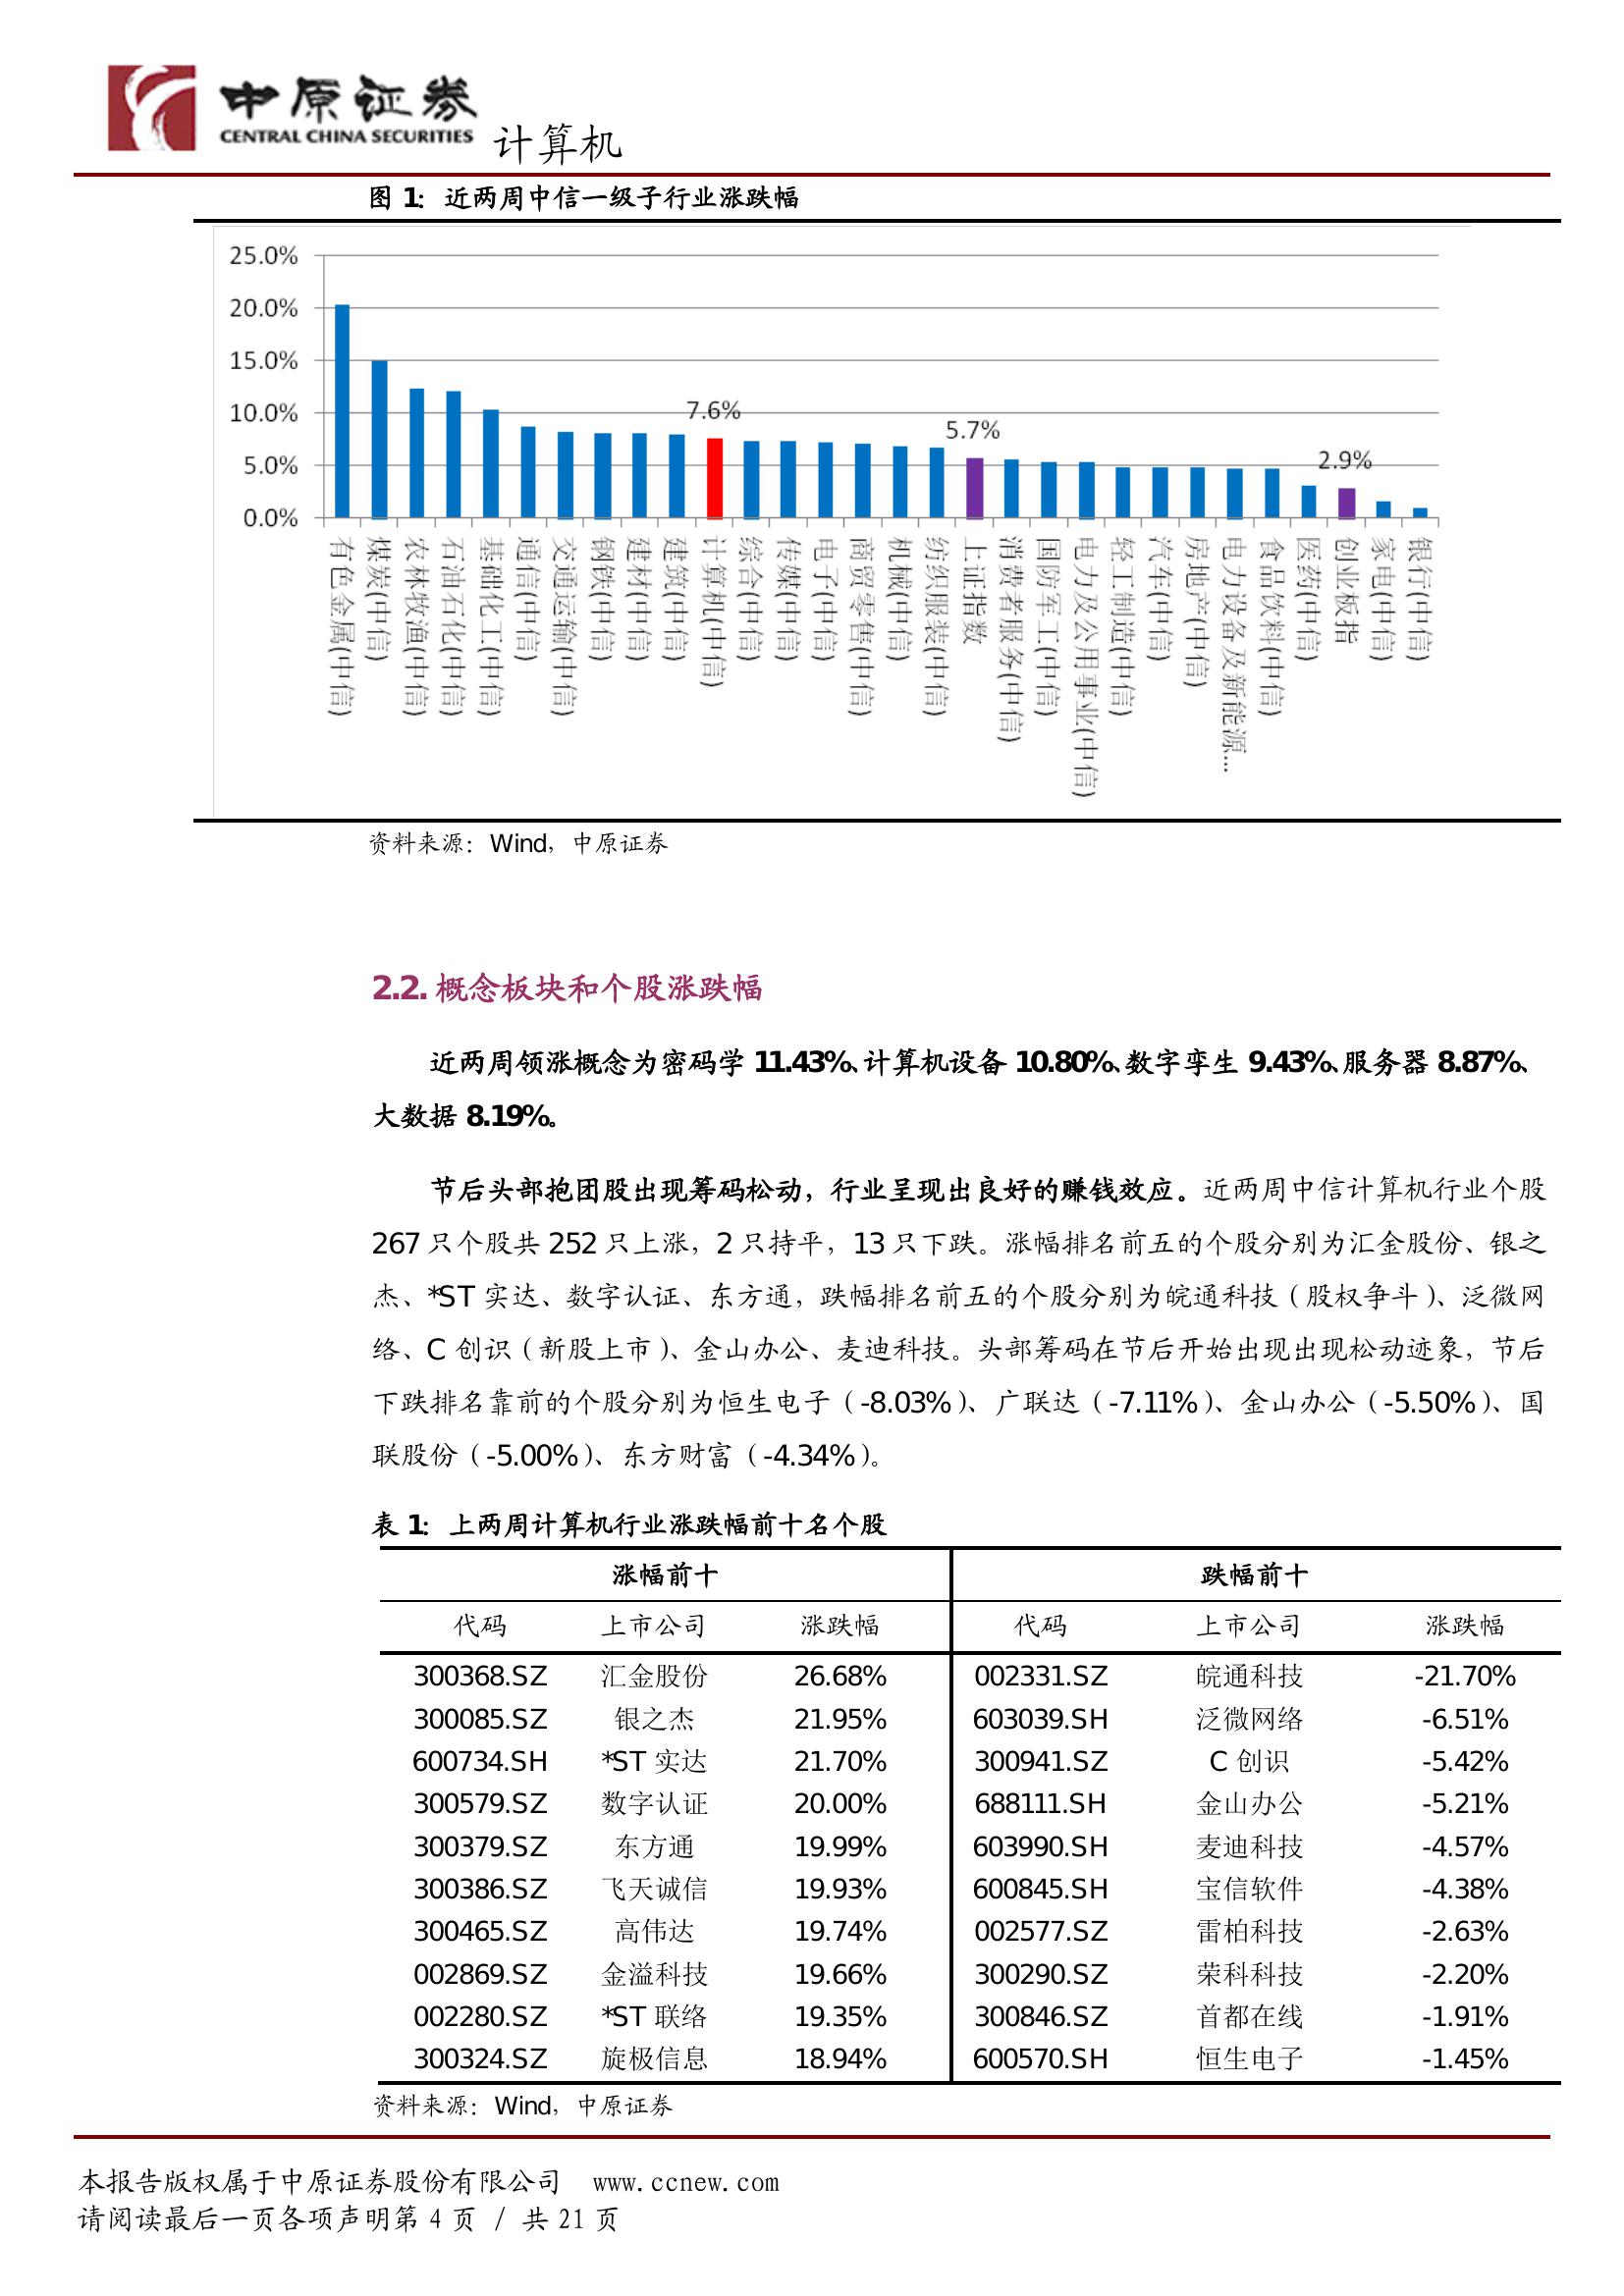 中原证券
CENTRAL CHINA SECURITIES
计算机
图 1：近两周中信一级子行业涨跌幅
25.0%
20.0%
15.0%
10.0%
5.0%
0.0%
7.6%
5.7%
2.9%
有色金属(中信)
煤炭(中信)
农林牧渔(中信)
石油石化(中信)
基础化工(中信)
通信(中信)
交通运输(中信)
钢铁(中信)
建材(中信)
建筑(中信)
计算机(中信)
综合(中信)
传媒(中信)
电子(中信)
商贸零售(中信)
机械(中信)
纺织服装(中信)
上证指数
消费者服务(中信)
国防军工(中信)
电力及公用事业(中信)
轻工制造(中信)
汽车(中信)
房地产(中信)
电力设备及新能源...
食品饮料(中信)
医药(中信)
创业板指
家电(中信)
银行(中信)
资料来源：Wind，中原证券
2.2. 概念板块和个股涨跌幅
近两周领涨概念为密码学 11.43%、计算机设备 10.80%、数字孪生 9.43%、服务器 8.87%、
大数据 8.19%。
节后头部抱团股出现筹码松动，行业呈现出良好的赚钱效应。近两周中信计算机行业个股
267 只个股共 252 只上涨，2 只持平，13 只下跌。涨幅排名前五的个股分别为汇金股份、银之
杰、*ST 实达、数字认证、东方通，跌幅排名前五的个股分别为皖通科技（股权争斗）、泛微网
络、C 创识（新股上市）、金山办公、麦迪科技。头部筹码在节后开始出现出现松动迹象，节后
下跌排名靠前的个股分别为恒生电子（-8.03%）、广联达（-7.11%）、金山办公（-5.50%）、国
联股份（-5.00%）、东方财富（-4.34%）。
表 1：上两周计算机行业涨跌幅前十名个股
涨幅前十 跌幅前十
代码 上市公司 涨跌幅 代码 上市公司 涨跌幅
300368.SZ 汇金股份 26.68% 002331.SZ 皖通科技 -21.70%
300085.SZ 银之杰 21.95% 603039.SH 泛微网络 -6.51%
600734.SH *ST 实达 21.70% 300941.SZ C 创识 -5.42%
300579.SZ 数字认证 20.00% 688111.SH 金山办公 -5.21%
300379.SZ 东方通 19.99% 603990.SH 麦迪科技 -4.57%
300386.SZ 飞天诚信 19.93% 600845.SH 宝信软件 -4.38%
300465.SZ 高伟达 19.74% 002577.SZ 雷柏科技 -2.63%
002869.SZ 金溢科技 19.66% 300290.SZ 荣科科技 -2.20%
002280.SZ *ST 联络 19.35% 300846.SZ 首都在线 -1.91%
300324.SZ 旋极信息 18.94% 600570.SH 恒生电子 -1.45%
资料来源：Wind，中原证券
本报告版权属于中原证券股份有限公司 www.ccnew.com
请阅读最后一页各项声明第 4 页 / 共 21 页